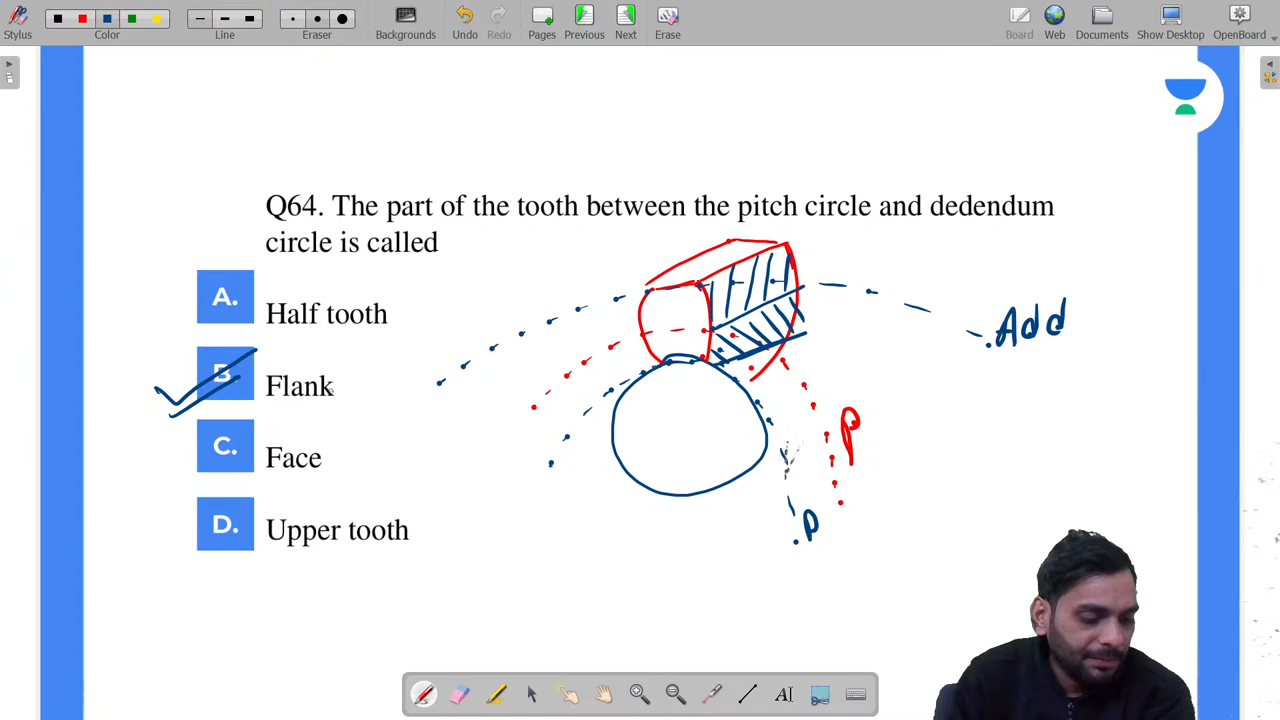 Stylus
Color
Line
Eraser
Backgrounds
Undo
Redo
Pages
Previous
Next
Erase
Board
Web
Documents
Show Desktop
OpenBoard
Q64. The part of the tooth between the pitch circle and dedendum
circle is called
A.
Half tooth
B.
Flank
C.
Face
D.
Upper tooth
Add
P
D
AI